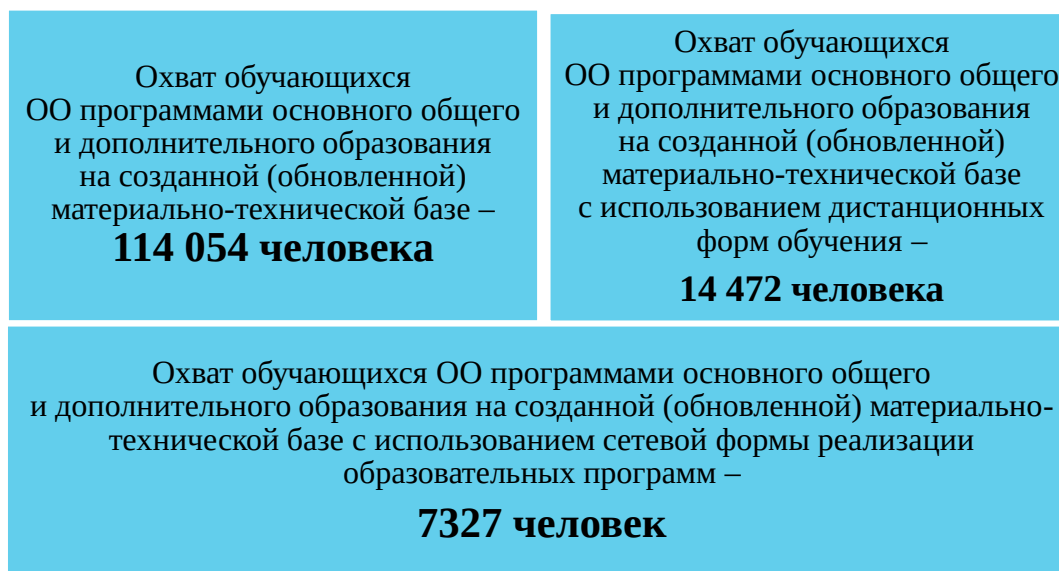 Охват обучающихся
ОО программами основного общего
и дополнительного образования
на созданной (обновленной)
материально-технической базе –
114 054 человека
Охват обучающихся
ОО программами основного общего
и дополнительного образования
на созданной (обновленной)
материально-технической базе
с использованием дистанционных
форм обучения –
14 472 человека
Охват обучающихся ОО программами основного общего
и дополнительного образования на созданной (обновленной) материально-
технической базе с использованием сетевой формы реализации
образовательных программ –
7327 человек